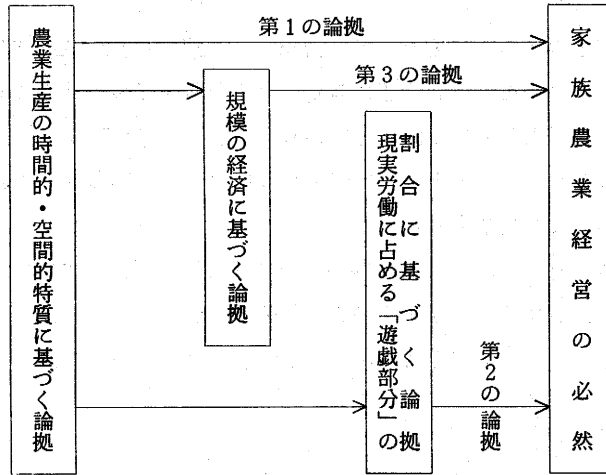 農業生産の時間的・空間的特質に基づく論拠
第1の論拠
第3の論拠
規模の経済に基づく論拠
現実労働に占める「遊戯部分」の
割合に基づく論拠
第2の論拠
家族農業経営の必然